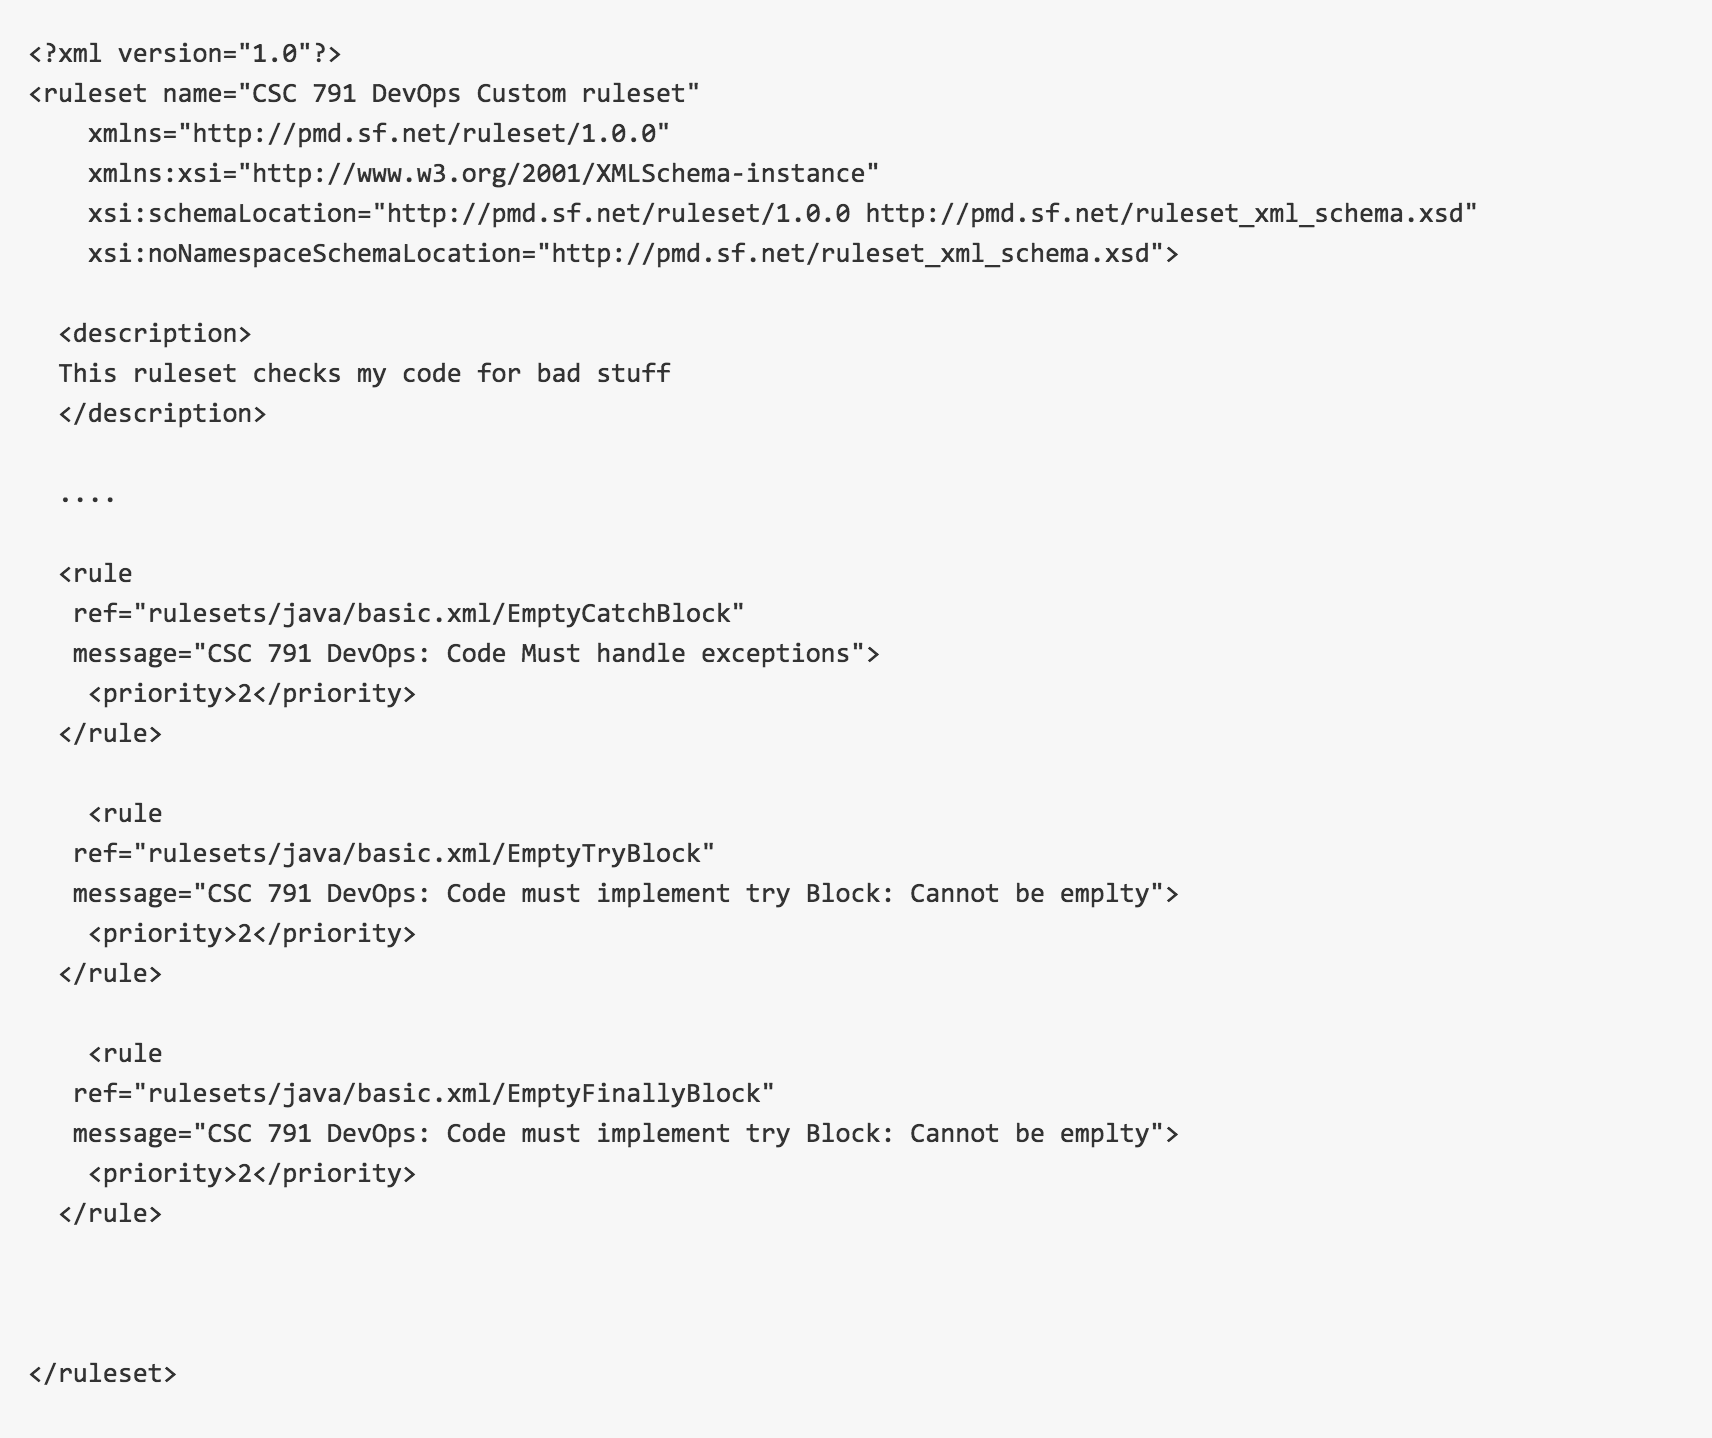 <?xml version="1.0"?>
<ruleset name="CSC 791 DevOps Custom ruleset"
    xmlns="http://pmd.sf.net/ruleset/1.0.0"
    xmlns:xsi="http://www.w3.org/2001/XMLSchema-instance"
    xsi:schemaLocation="http://pmd.sf.net/ruleset/1.0.0 http://pmd.sf.net/ruleset_xml_schema.xsd"
    xsi:noNamespaceSchemaLocation="http://pmd.sf.net/ruleset_xml_schema.xsd">

  <description>
  This ruleset checks my code for bad stuff
  </description>

  ....

  <rule
   ref="rulesets/java/basic.xml/EmptyCatchBlock"
   message="CSC 791 DevOps: Code Must handle exceptions">
    <priority>2</priority>
  </rule>

    <rule
   ref="rulesets/java/basic.xml/EmptyTryBlock"
   message="CSC 791 DevOps: Code must implement try Block: Cannot be emplty">
    <priority>2</priority>
  </rule>

    <rule
   ref="rulesets/java/basic.xml/EmptyFinallyBlock"
   message="CSC 791 DevOps: Code must implement try Block: Cannot be emplty">
    <priority>2</priority>
  </rule>

</ruleset>